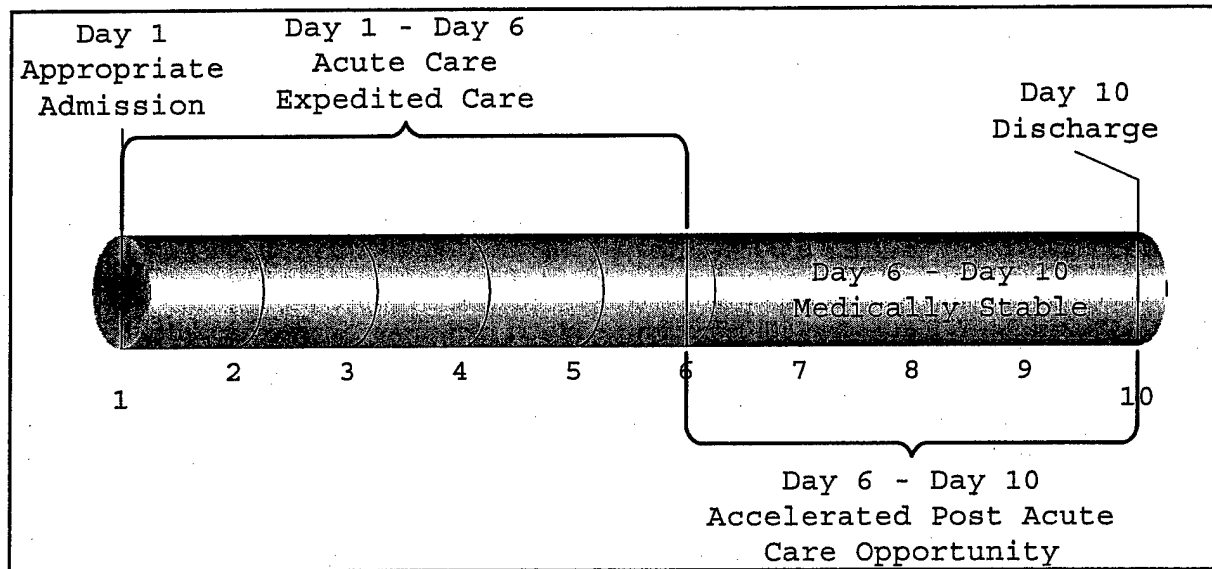 Day 1
Appropriate
Admission
Day 1 - Day 6
Acute Care
Expedited Care
Day 10
Discharge
Day 6 - Day 10
Medically Stable
1
2
3
4
5
6
7
8
9
10
Day 6 - Day 10
Accelerated Post Acute
Care Opportunity